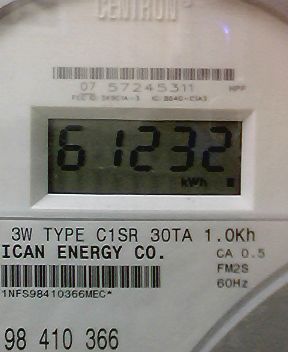 CENTRON®
07 57245311 NPF
61232
kWh
3W TYPE C1SR 30TA 1.0Kh
ICAN ENERGY CO. CA 0.5
FM2S
1NFS98410366MEC* 60Hz
98 410 366